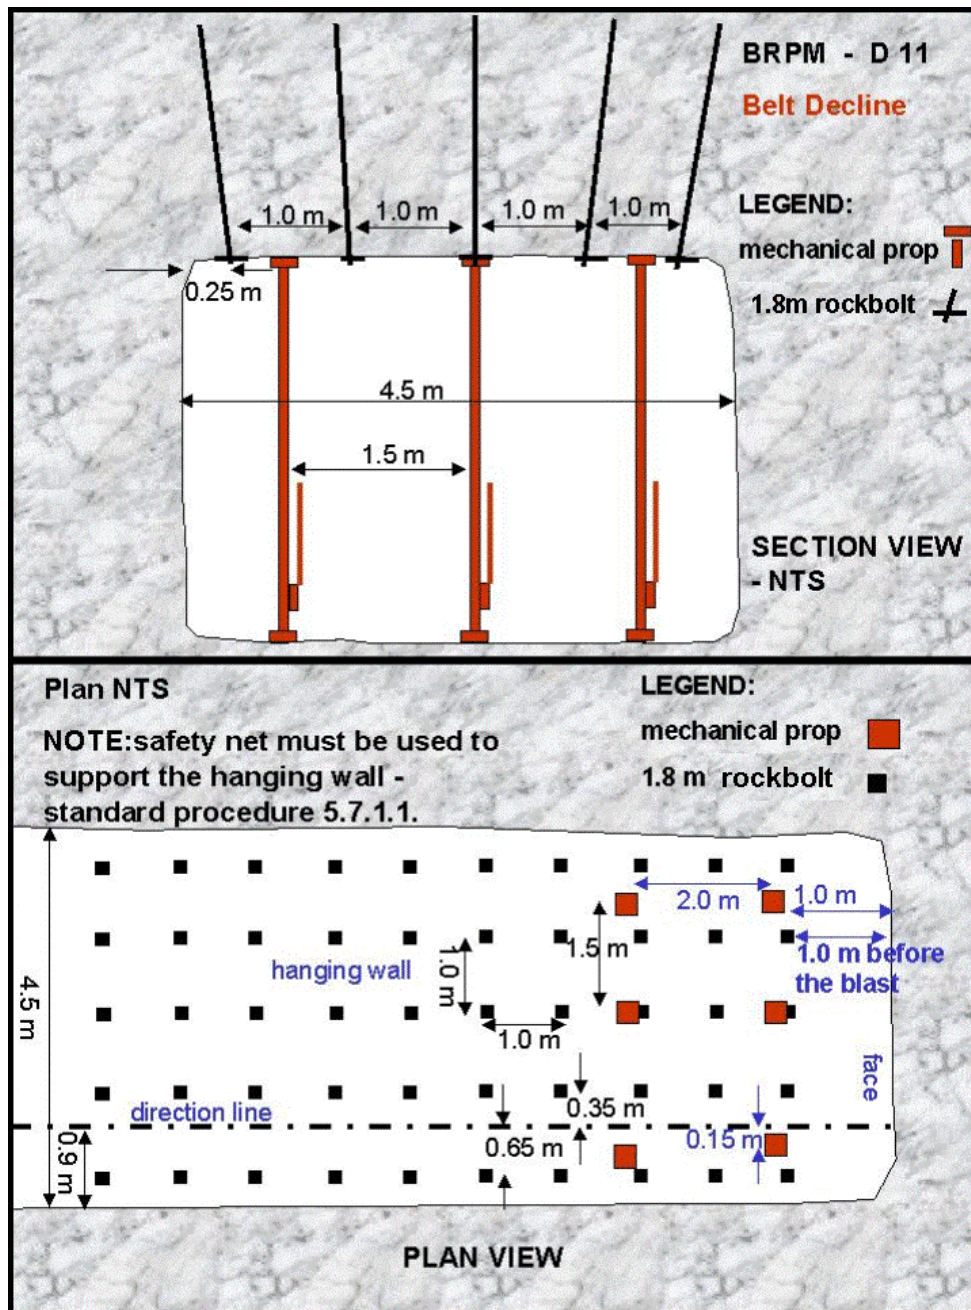 BRPM - D 11
Belt Decline
1.0 m
1.0 m
1.0 m
1.0 m
LEGEND:
mechanical prop
0.25 m
1.8m rockbolt
4.5 m
1.5 m
SECTION VIEW
- NTS
Plan NTS
LEGEND:
mechanical prop
NOTE:safety net must be used to
support the hanging wall -
standard procedure 5.7.1.1.
1.8 m rockbolt
2.0 m
1.0 m
1.5 m
1.0 m before
the blast
hanging wall
1.0 m
4.5 m
1.0 m
face
direction line
0.35 m
0.65 m
0.15 m
0.9 m
PLAN VIEW